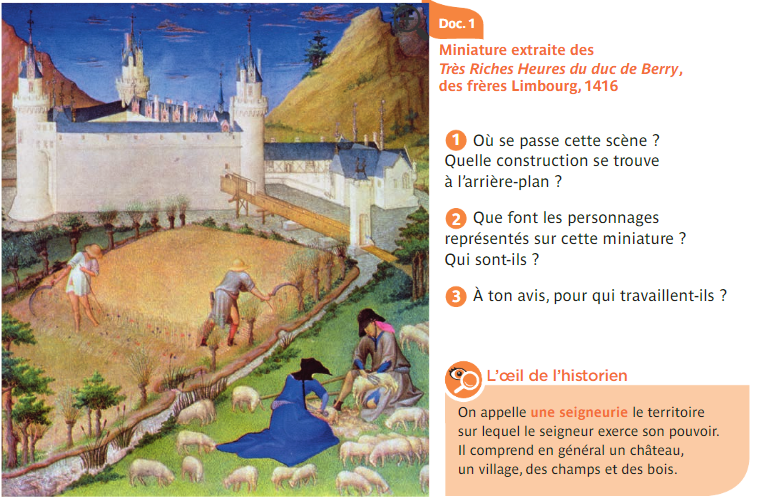 Doc. 1
Miniature extraite des
Très Riches Heures du duc de Berry,
des frères Limbourg, 1416
1 Où se passe cette scène ?
Quelle construction se trouve
à l'arrière-plan ?
2 Que font les personnages
représentés sur cette miniature ?
Qui sont-ils ?
3 À ton avis, pour qui travaillent-ils ?
L'œil de l'historien
On appelle une seigneurie le territoire
sur lequel le seigneur exerce son pouvoir.
Il comprend en général un château,
un village, des champs et des bois.